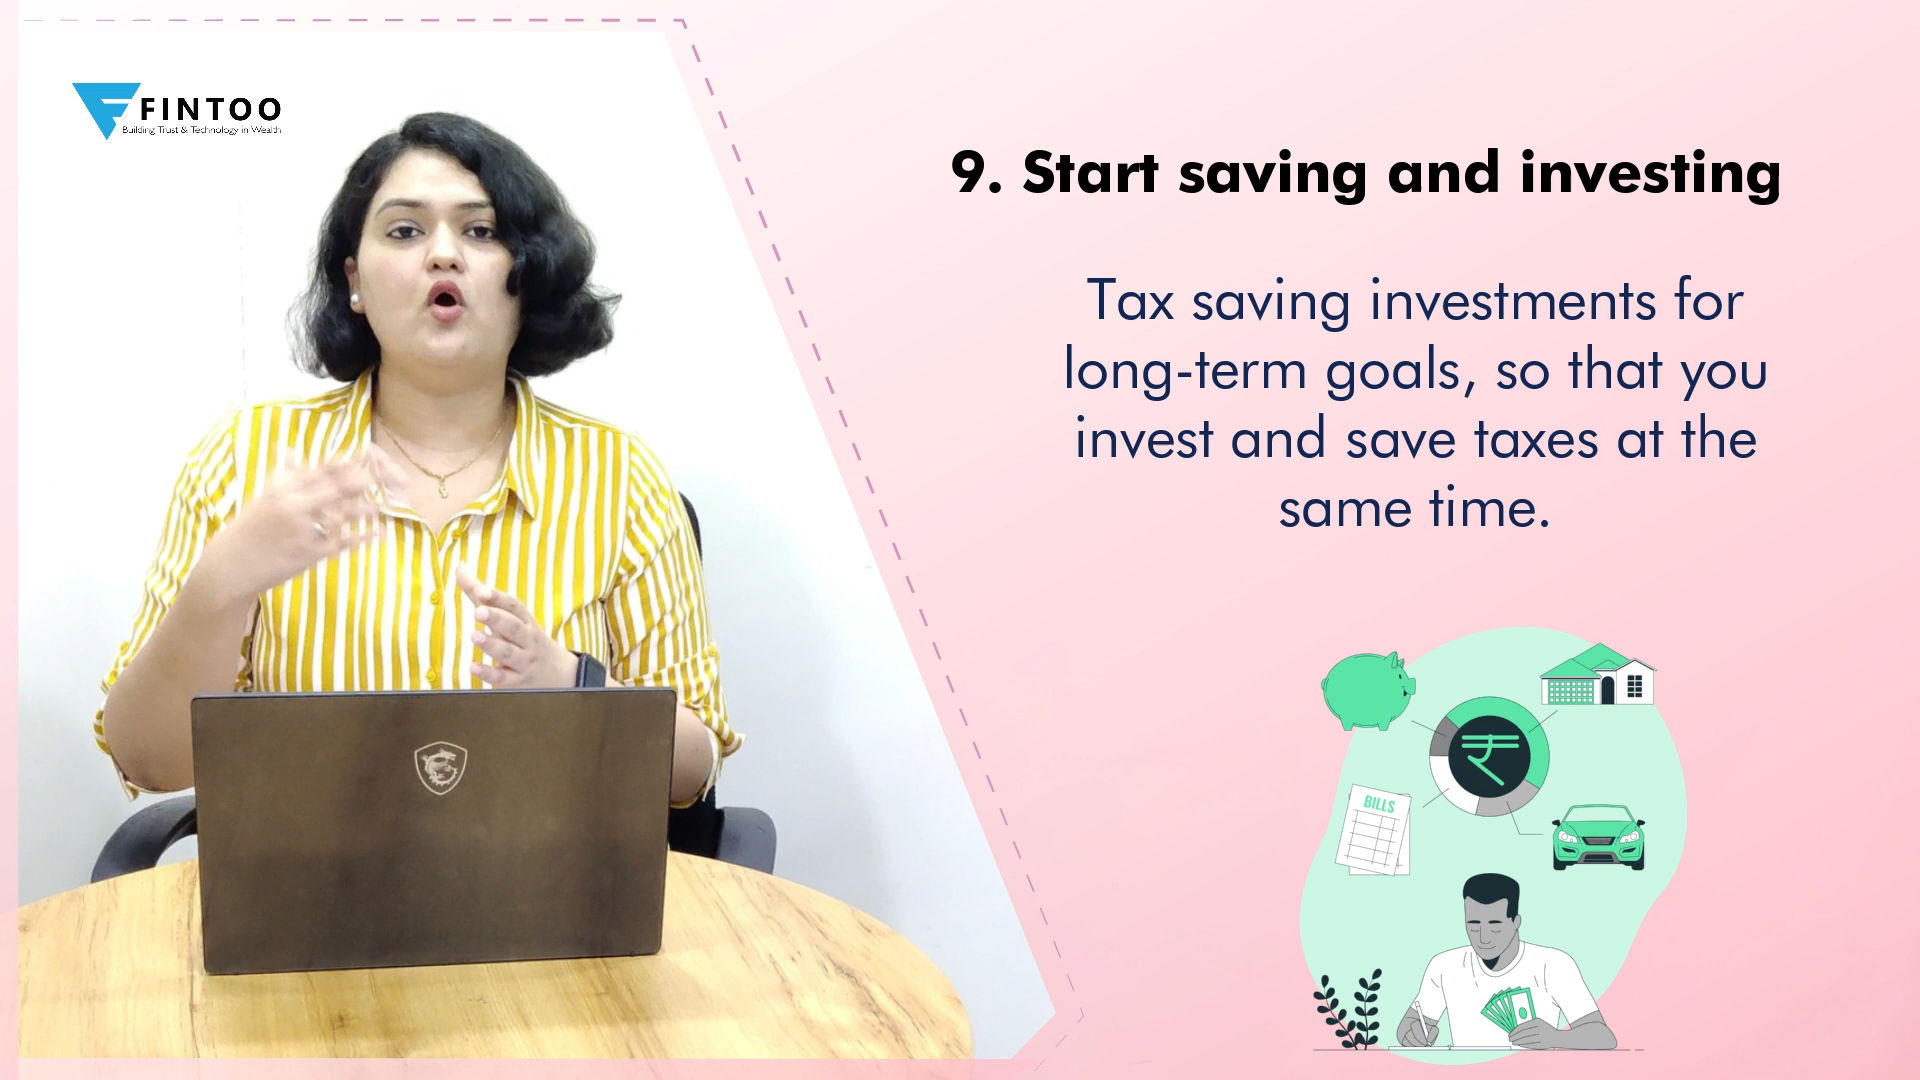 FINTOO
Building Trust & Technology in Wealth
9. Start saving and investing
Tax saving investments for
long-term goals, so that you
invest and save taxes at the
same time.
₹
BILLS